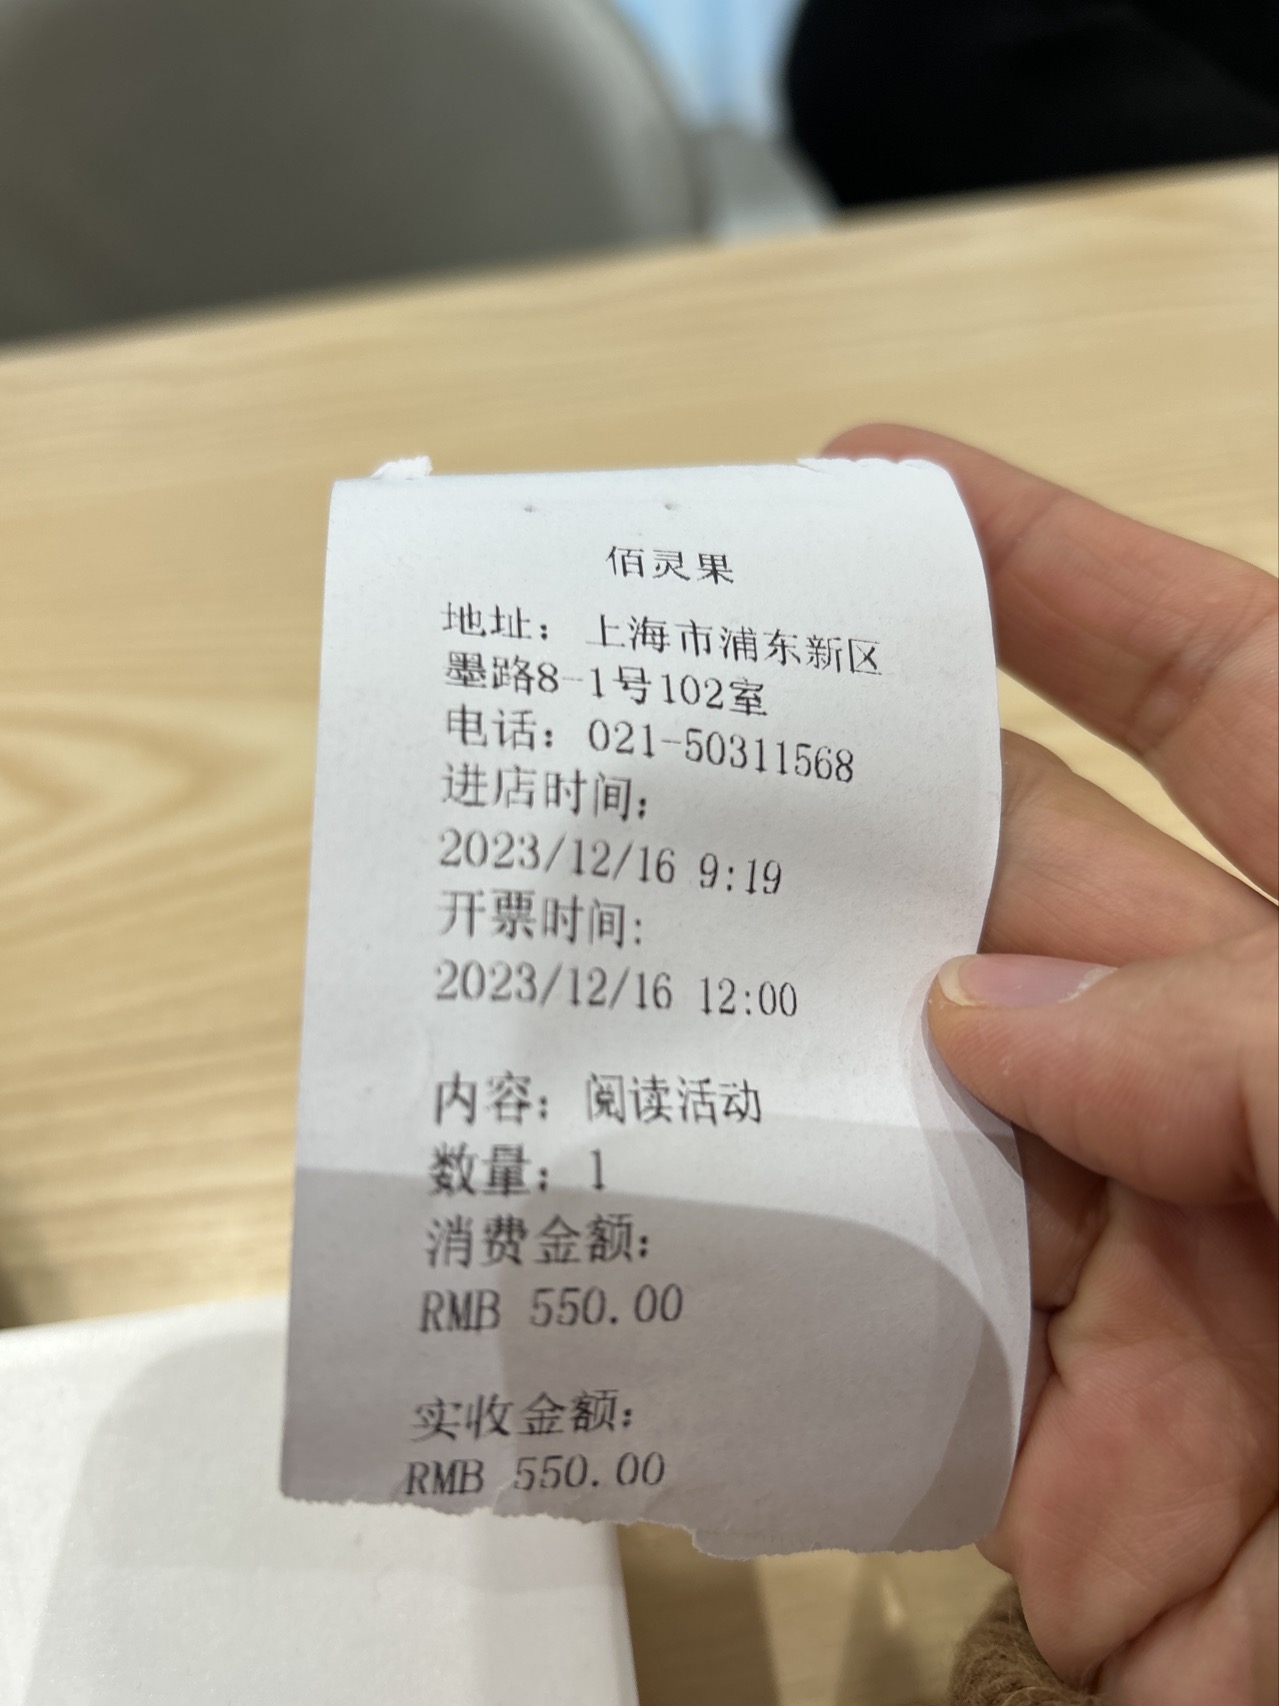 佰灵果
地址：上海市浦东新区
墨路8-1号102室
电话：021-50311568
进店时间：
2023/12/16 9:19
开票时间：
2023/12/16 12:00
内容：阅读活动
数量：1
消费金额：
RMB 550.00
实收金额：
RMB 550.00